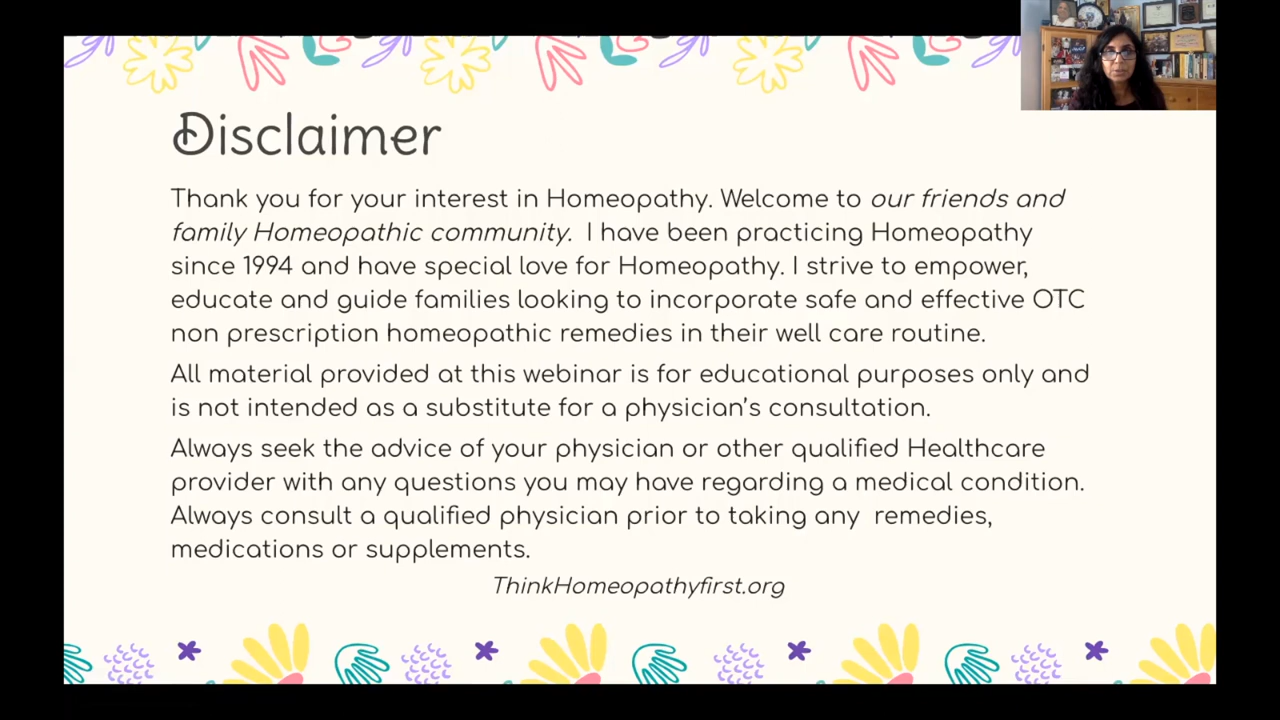 Disclaimer
Thank you for your interest in Homeopathy. Welcome to our friends and
family Homeopathic community. I have been practicing Homeopathy
since 1994 and have special love for Homeopathy. I strive to empower,
educate and guide families looking to incorporate safe and effective OTC
non prescription homeopathic remedies in their well care routine.
All material provided at this webinar is for educational purposes only and
is not intended as a substitute for a physician's consultation.
Always seek the advice of your physician or other qualified Healthcare
provider with any questions you may have regarding a medical condition.
Always consult a qualified physician prior to taking any remedies,
medications or supplements.
ThinkHomeopathyfirst.org